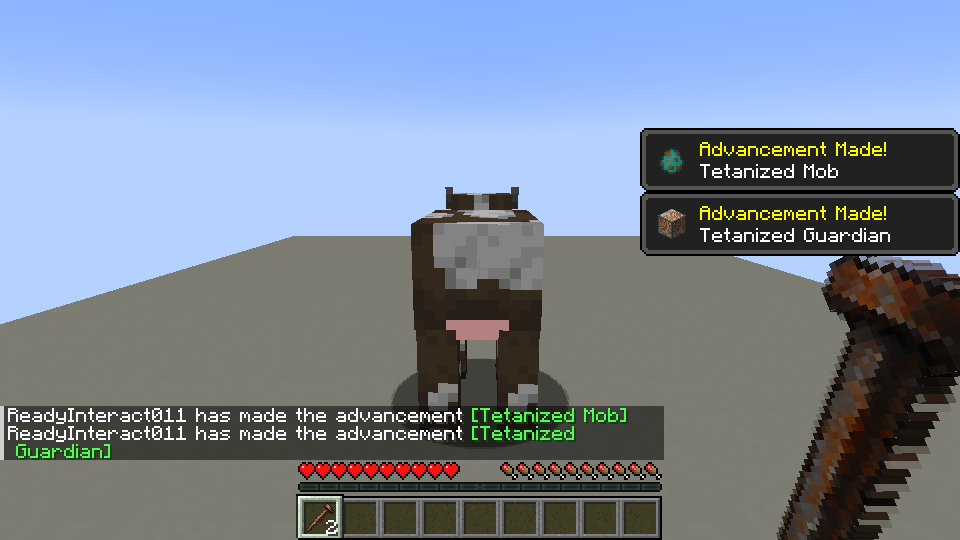 Advancement Made!
Tetanized Mob
Advancement Made!
Tetanized Guardian
ReadyInteract011 has made the advancement [Tetanized Mob]
ReadyInteract011 has made the advancement [Tetanized
Guardian]
2